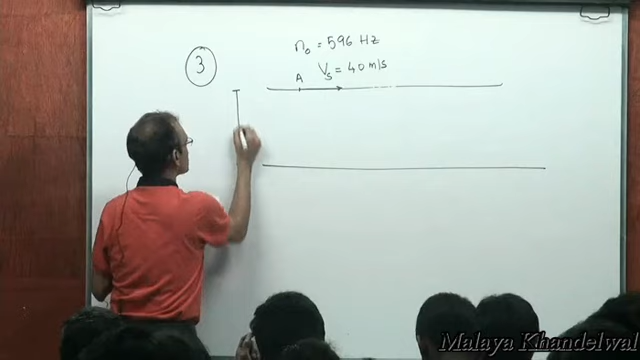 3
n₀ = 596 Hz
Vₛ = 40 m/s
A
Malaya Khandelwal